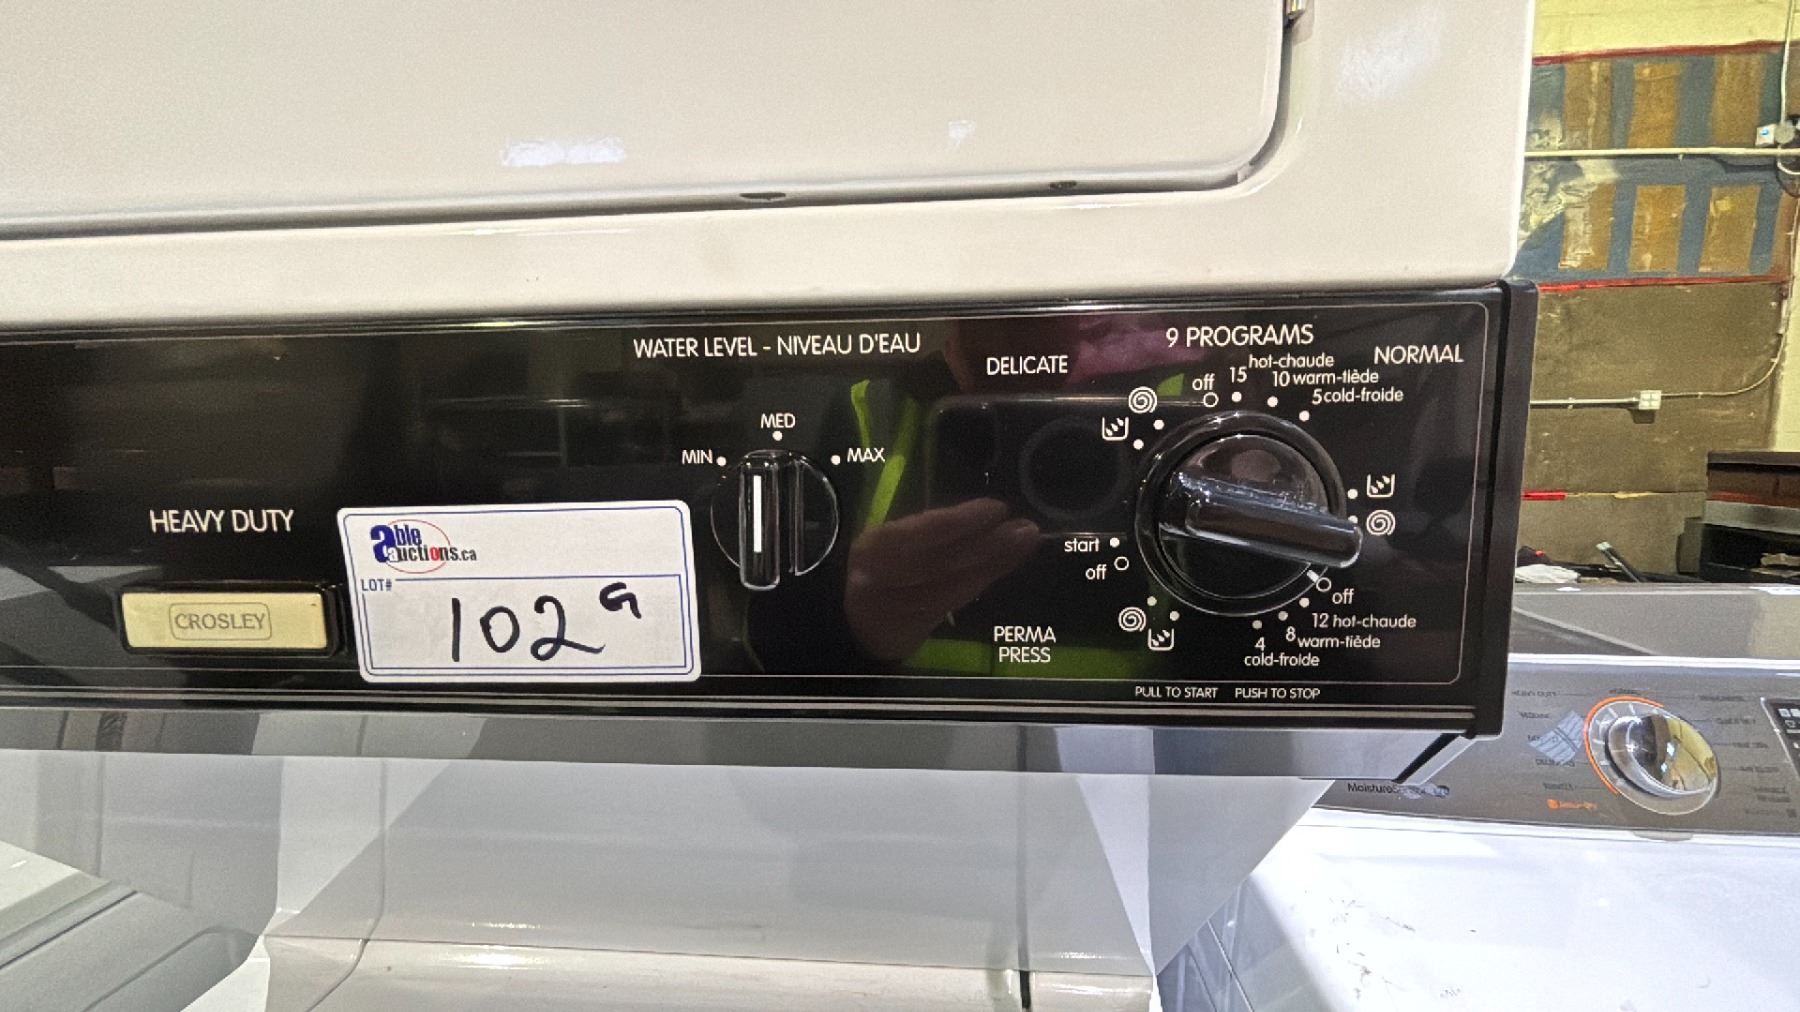 WATER LEVEL - NIVEAU D'EAU
MIN
MED
MAX
HEAVY DUTY
CROSLEY
able auctions.ca
LOT#
102 G
9 PROGRAMS
DELICATE
NORMAL
off
15 hot-chaude
10 warm-tiède
5 cold-froide
start
off
off
12 hot-chaude
8 warm-tiède
4
cold-froide
PERMA
PRESS
PULL TO START PUSH TO STOP